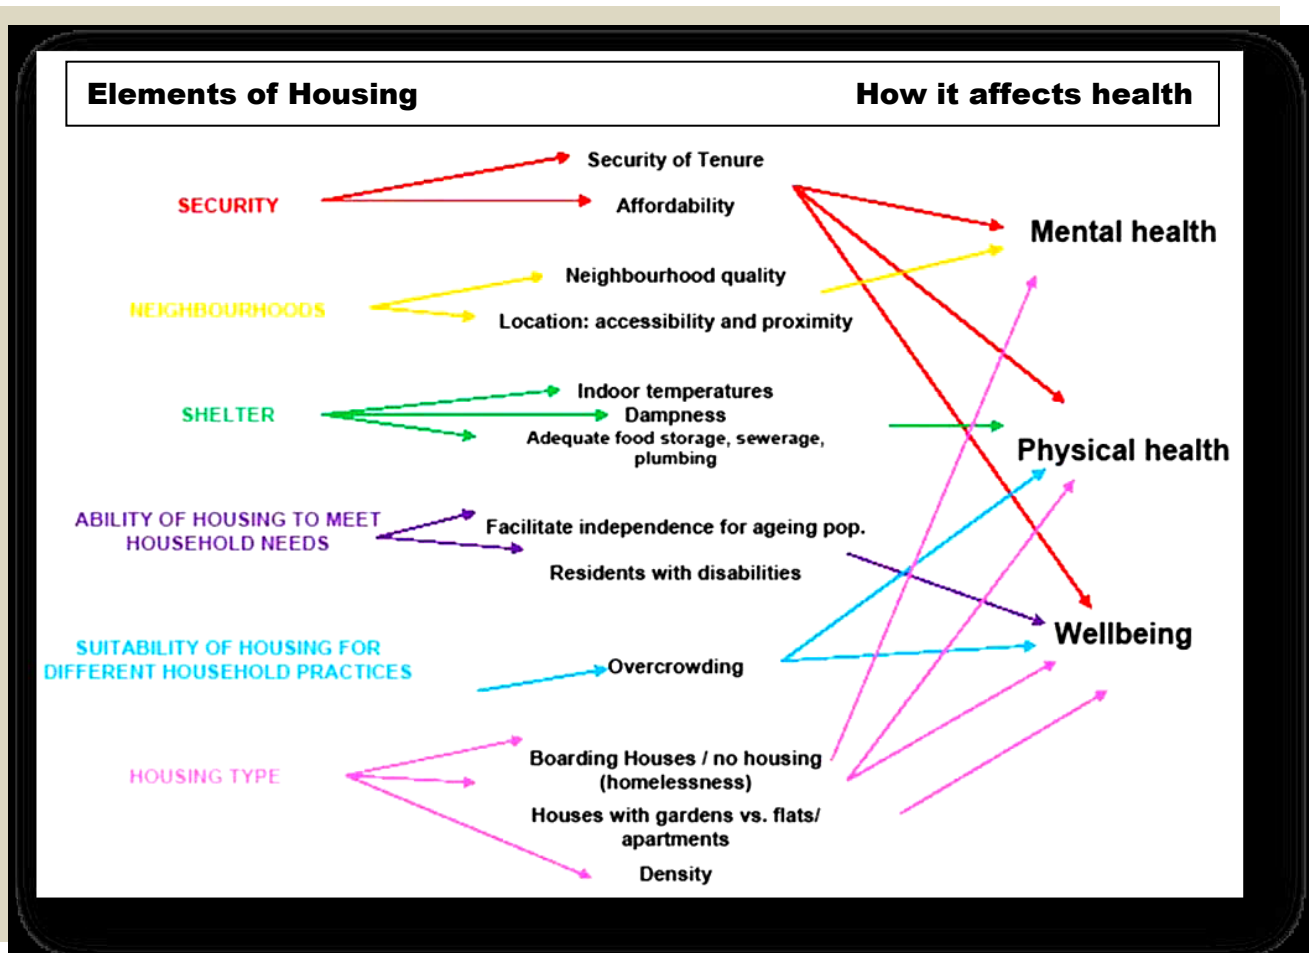 Elements of Housing
How it affects health
Security of Tenure
SECURITY
Affordability
Mental health
Neighbourhood quality
NEIGHBOURHOODS
Location: accessibility and proximity
Indoor temperatures
SHELTER
Dampness
Adequate food storage, sewerage,
plumbing
Physical health
ABILITY OF HOUSING TO MEET
HOUSEHOLD NEEDS
Facilitate independence for ageing pop.
Residents with disabilities
Wellbeing
SUITABILITY OF HOUSING FOR
DIFFERENT HOUSEHOLD PRACTICES
Overcrowding
HOUSING TYPE
Boarding Houses / no housing
(homelessness)
Houses with gardens vs. flats/
apartments
Density